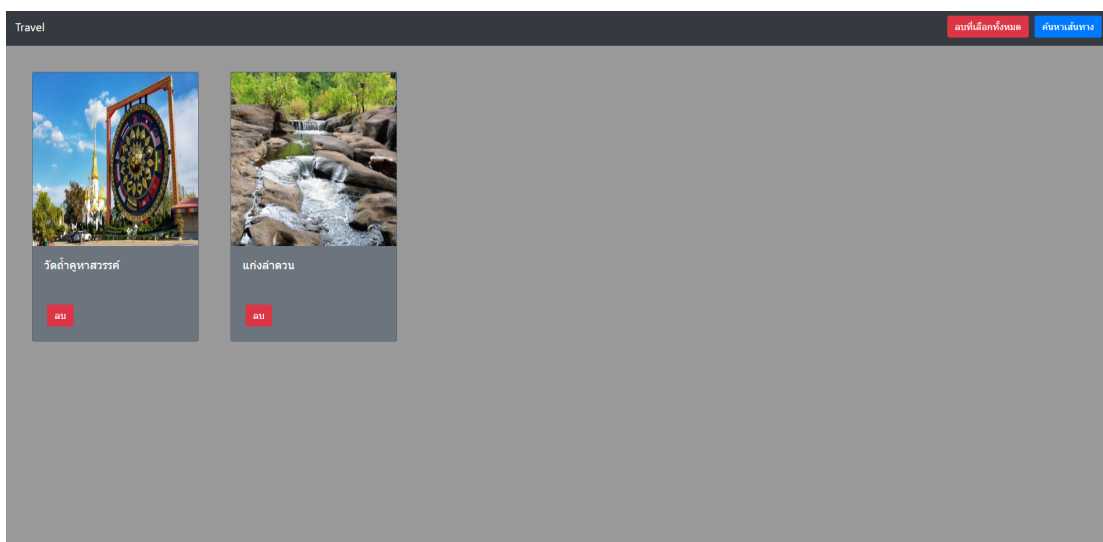 Travel
ลบที่เลือกทั้งหมด
ค้นหาเส้นทาง
วัดถ้ำคูหาสวรรค์
แก่งลำดวน
ลบ
ลบ